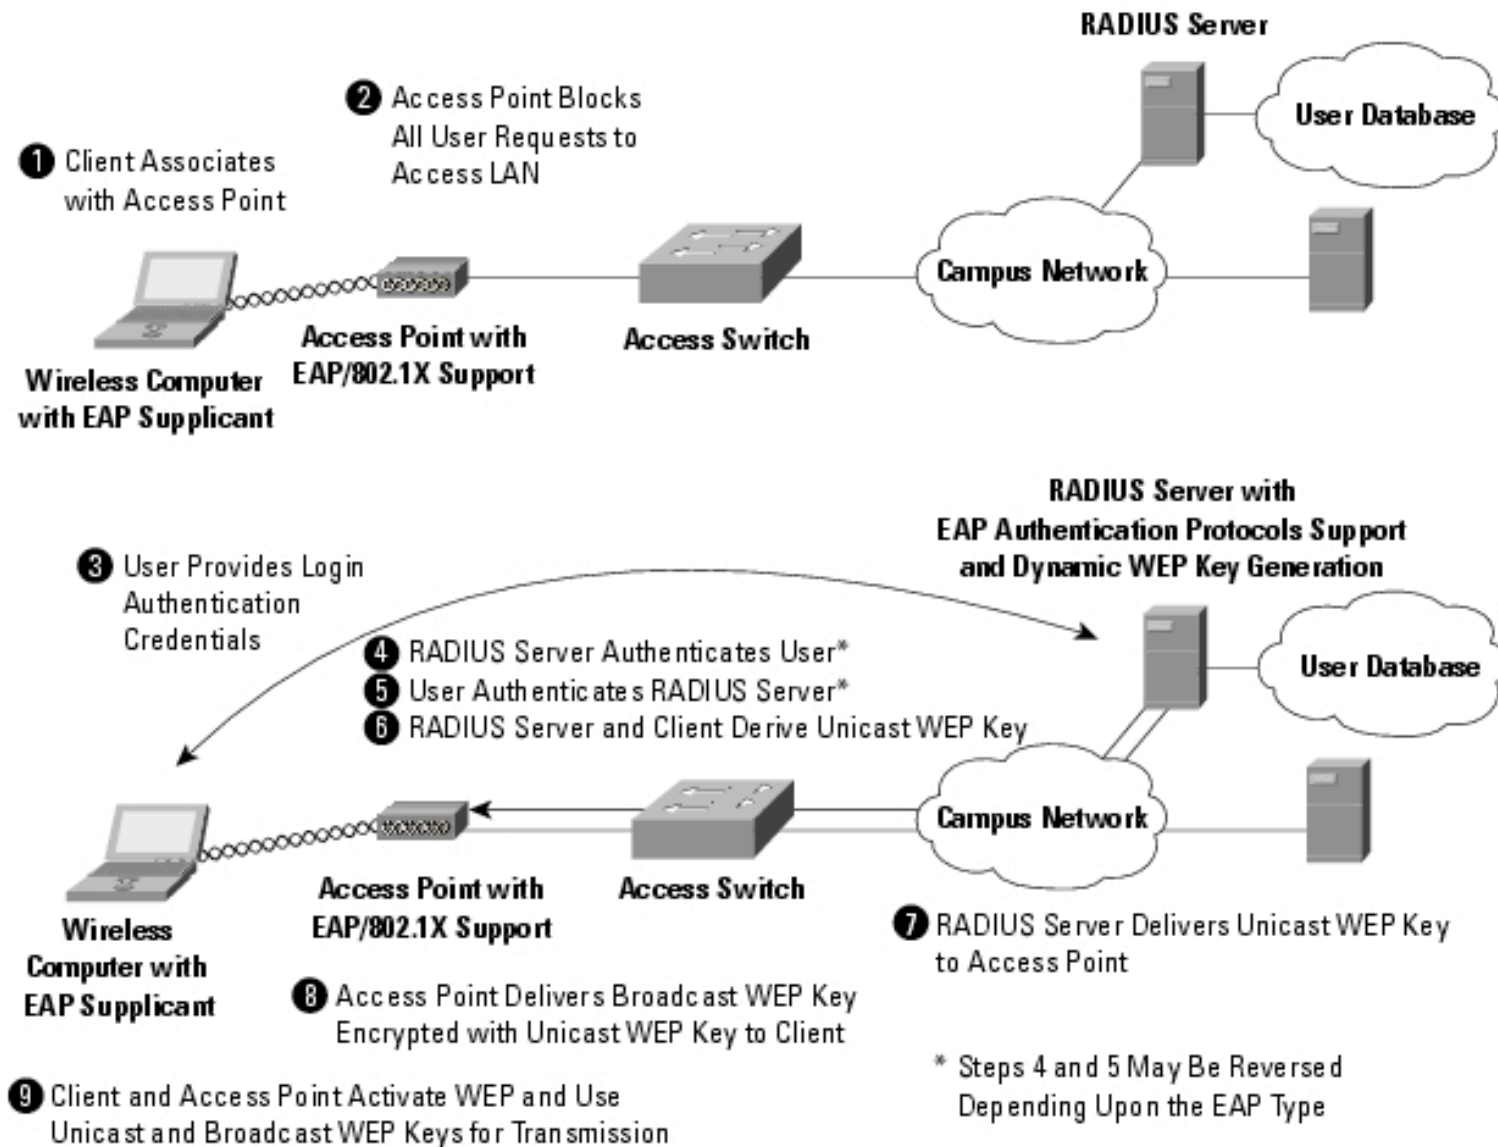 RADIUS Server
User Database
2 Access Point Blocks
All User Requests to
Access LAN
1 Client Associates
with Access Point
Campus Network
Access Point with
EAP/802.1X Support
Access Switch
Wireless Computer
with EAP Supplicant
RADIUS Server with
EAP Authentication Protocols Support
and Dynamic WEP Key Generation
3 User Provides Login
Authentication
Credentials
4 RADIUS Server Authenticates User*
5 User Authenticates RADIUS Server*
6 RADIUS Server and Client Derive Unicast WEP Key
User Database
Campus Network
Access Point with
EAP/802.1X Support
Access Switch
Wireless
Computer with
EAP Supplicant
7 RADIUS Server Delivers Unicast WEP Key
to Access Point
8 Access Point Delivers Broadcast WEP Key
Encrypted with Unicast WEP Key to Client
* Steps 4 and 5 May Be Reversed
Depending Upon the EAP Type
9 Client and Access Point Activate WEP and Use
Unicast and Broadcast WEP Keys for Transmission